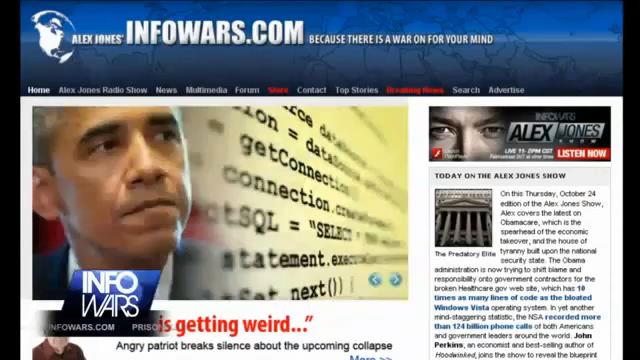 ALEX JONES' INFOWARS.COM BECAUSE THERE IS A WAR ON FOR YOUR MIND
Home Alex Jones Radio Show News Multimedia Forum Store Contact Top Stories Breaking News Search Advertise
ion = data
= getConnection(
connection.crea
tSQL = "SELECT
statement.execu
set next()) {
INFO WARS
INFOWARS.COM PRISO
is getting weird..."
Angry patriot breaks silence about the upcoming collapse
More >>
INFOWARS
ALEX JONES
SHOW
LISTEN NOW
TODAY ON THE ALEX JONES SHOW
The Predatory Elite
On this Thursday, October 24
edition of the Alex Jones Show,
Alex covers the latest on
Obamacare, which is the
spearhead of the economic
takeover, and the house of
tyranny built upon the national
security state. The Obama
administration is now trying to shift blame and
responsibility onto government contractors for the
broken Healthcare.gov web site, which has 10
times as many lines of code as the bloated
Windows Vista operating system. In yet another
mind-staggering statistic, the NSA recorded more
than 124 billion phone calls of both Americans
and government leaders around the world. John
Perkins, an economist and best-selling author of
Hoodwinked, joins the show to reveal the blistering